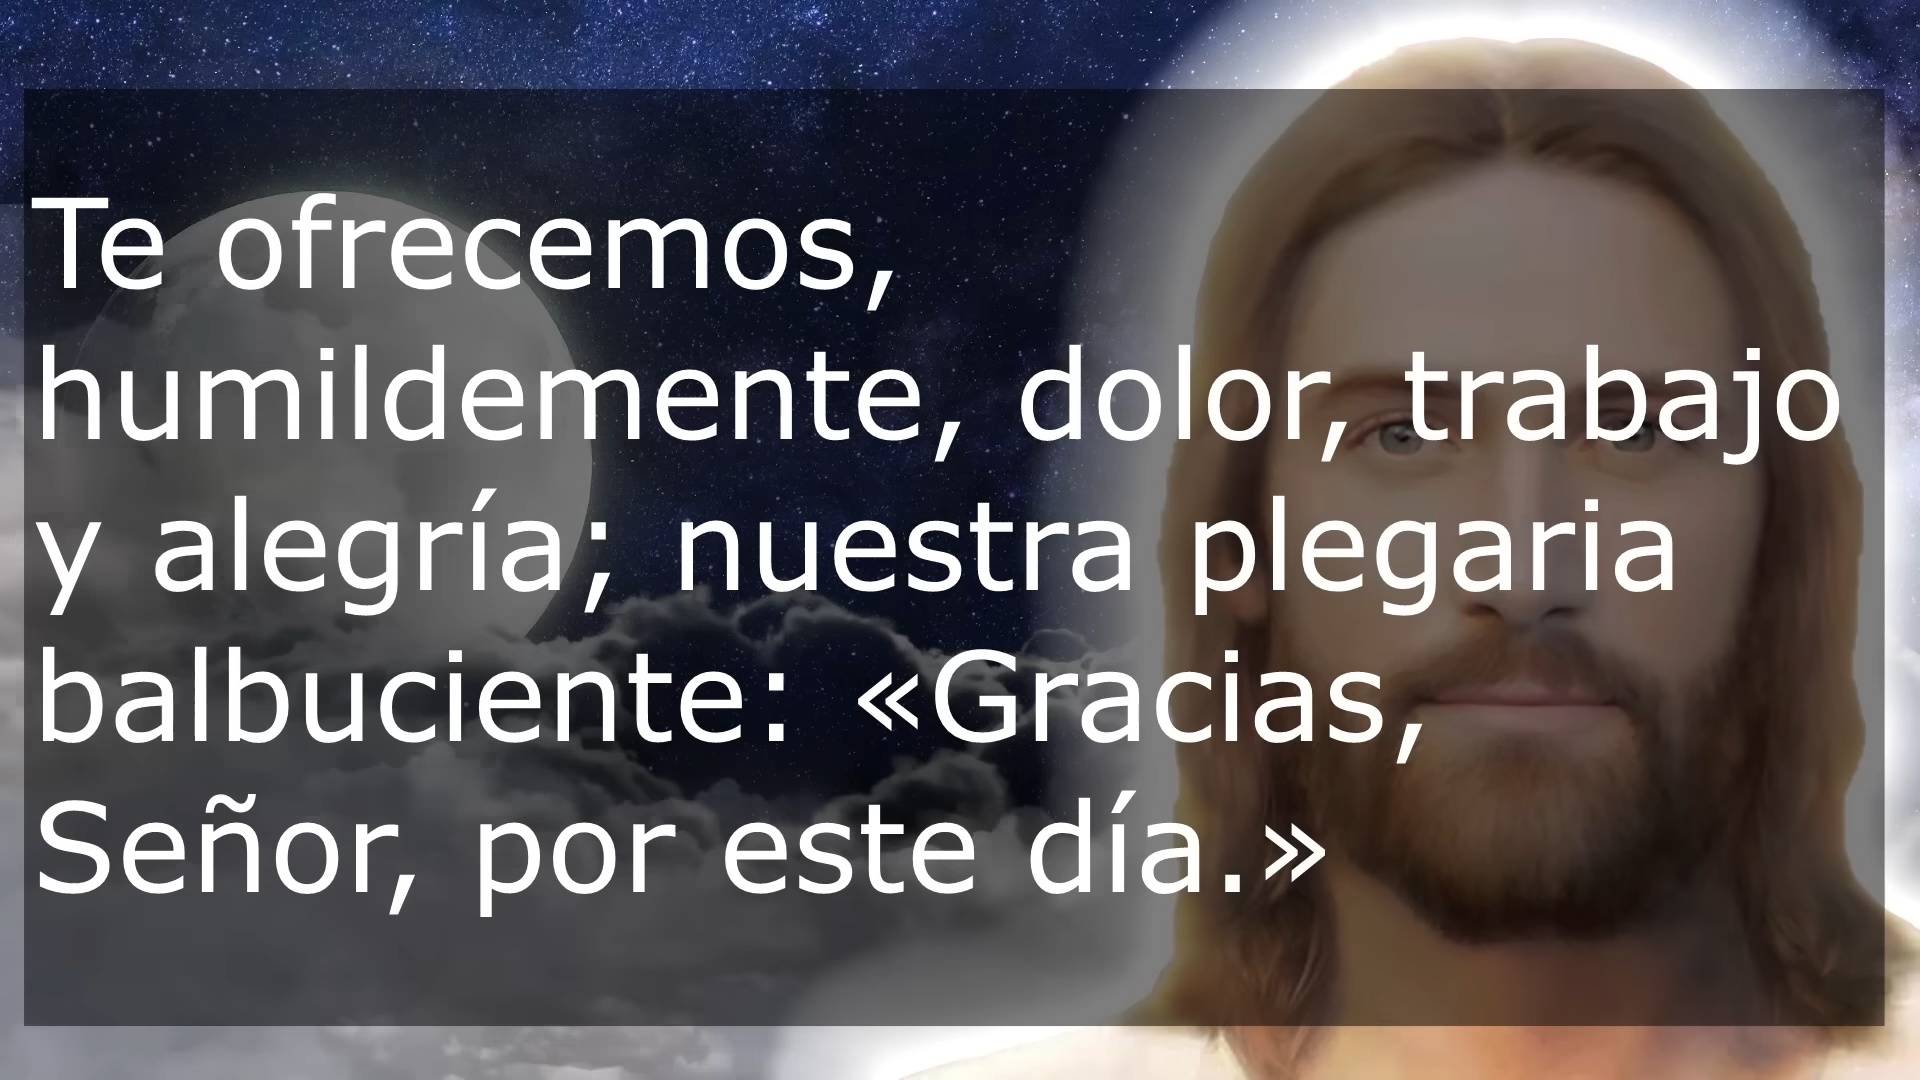 Te ofrecemos,
humildemente, dolor, trabajo
y alegría; nuestra plegaria
balbuciente: «Gracias,
Señor, por este día.»